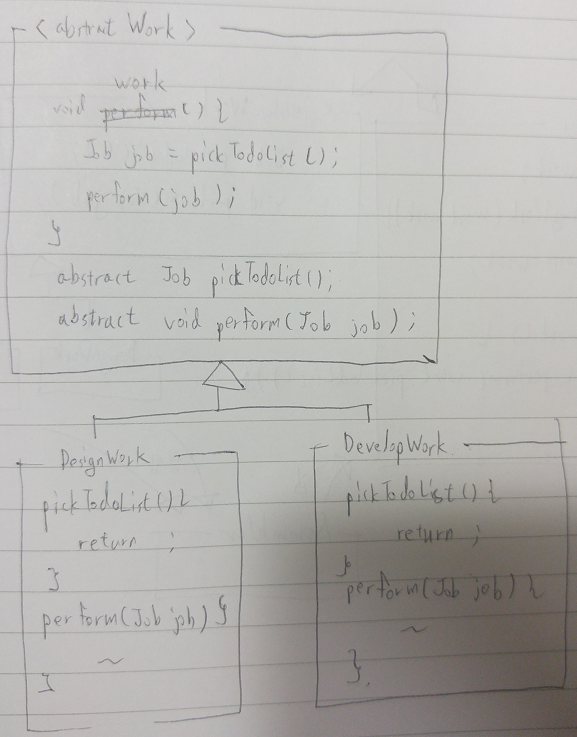 < abstract Work >
work
void perform() {
Job job = pickTodoList();
perform(job);
}
abstract Job pickTodoList();
abstract void perform(Job job);
DesignWork
pickTodoList(){
return ;
}
perform(Job job) {
~
}
DevelopWork
pickTodoList(){
return ;
}
perform(Job job) {
~
}.